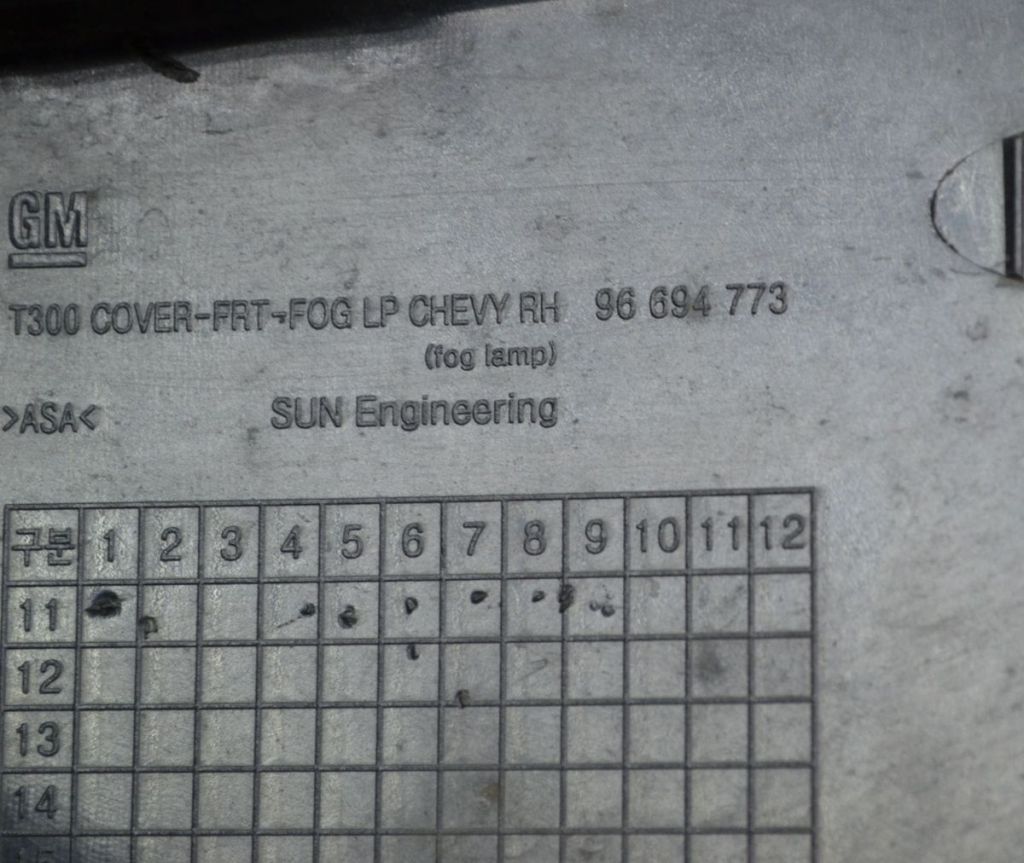 GM
T300 COVER-FRT-FOG LP CHEVY RH 96 694 773
(fog lamp)
>ASA< SUN Engineering
구분 1 2 3 4 5 6 7 8 9 10 11 12
11
12
13
14